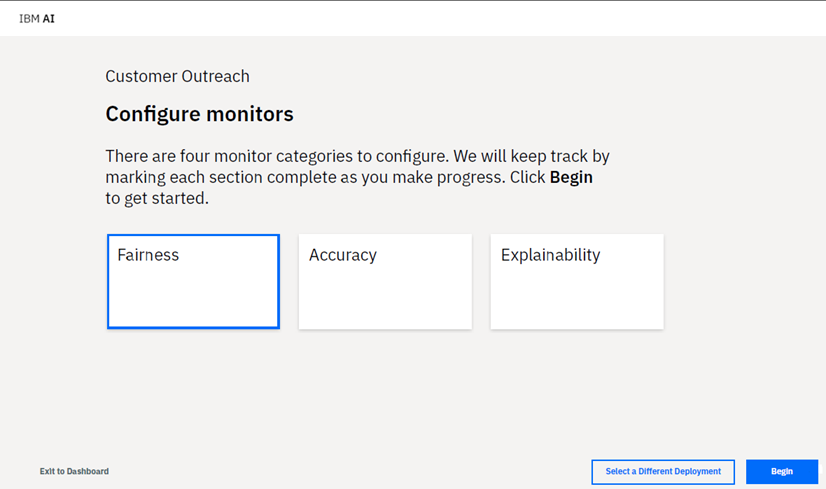 IBM AI
Customer Outreach
Configure monitors
There are four monitor categories to configure. We will keep track by
marking each section complete as you make progress. Click Begin
to get started.
Fairness
Accuracy
Explainability
Exit to Dashboard
Select a Different Deployment
Begin